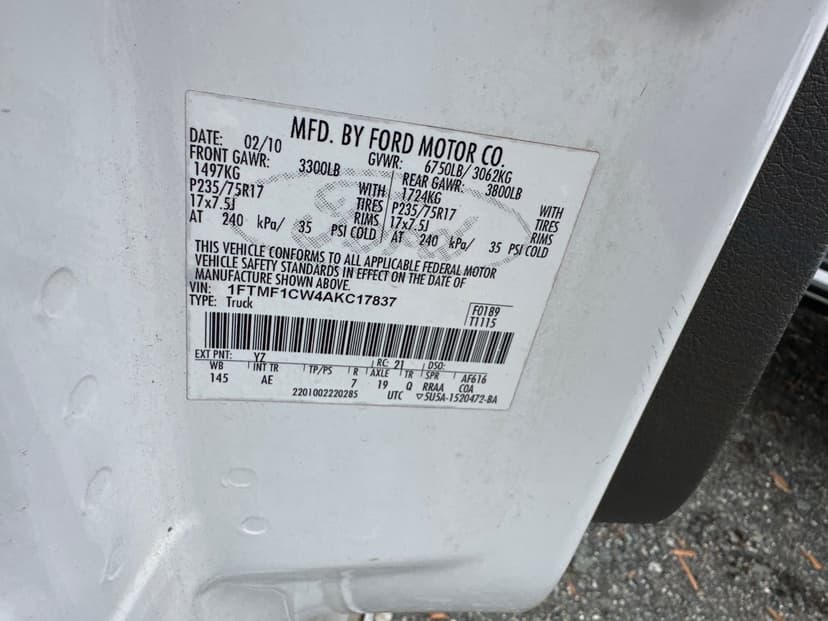 MFD. BY FORD MOTOR CO.
DATE: 02/10 GVWR: 6750LB/ 3062KG
FRONT GAWR: 3300LB REAR GAWR: 3800LB
1497KG WITH 1724KG WITH
P235/75R17 TIRES P235/75R17 TIRES
17x7.5J RIMS 17x7.5J RIMS
AT 240 kPa/ 35 PSI COLD AT 240 kPa/ 35 PSI COLD
THIS VEHICLE CONFORMS TO ALL APPLICABLE FEDERAL MOTOR
VEHICLE SAFETY STANDARDS IN EFFECT ON THE DATE OF
MANUFACTURE SHOWN ABOVE.
VIN: 1FTMF1CW4AKC17837
TYPE: Truck
F0189
T1115
EXT PNT: YZ RC: 21 DSO:
WB INT TR TP/PS R AXLE TR SPR AF616
145 AE 7 19 Q RRAA COA
2201002220285 UTC ▽5U5A-1520472-BA
Ford